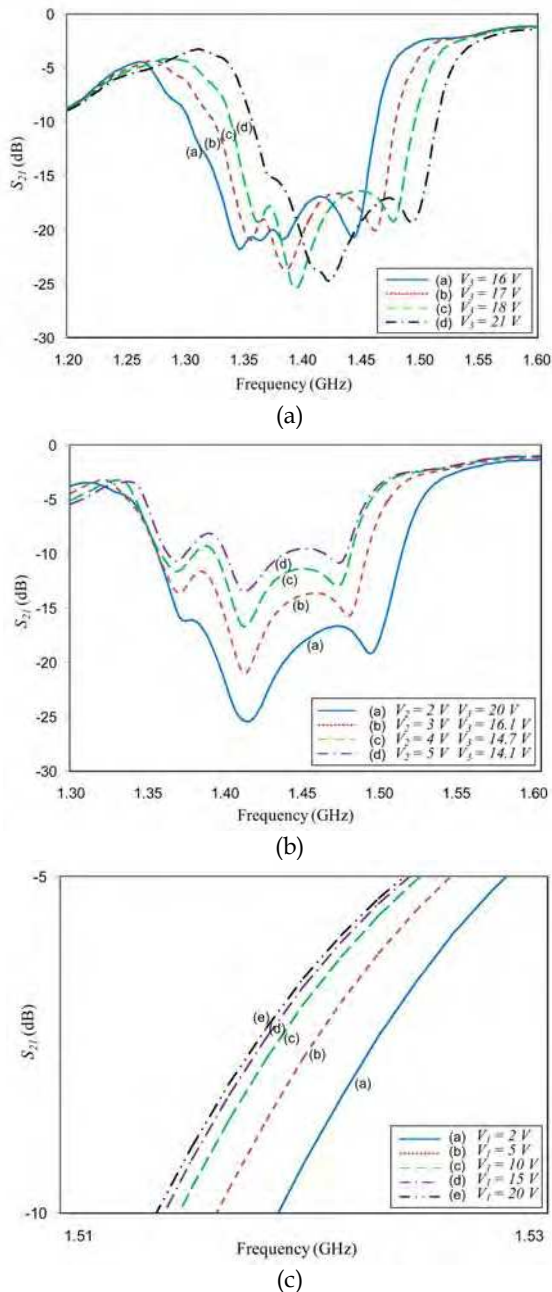 0
-5
-10
-15
-20
-25
-30
S21 (dB)
(a)
(b)
(c)
(d)
(a) V3 = 16 V
(b) V3 = 17 V
(c) V3 = 18 V
(d) V3 = 21 V
1.20 1.25 1.30 1.35 1.40 1.45 1.50 1.55 1.60
Frequency (GHz)
(a)
0
-5
-10
-15
-20
-25
-30
S21 (dB)
(d)
(c)
(b)
(a)
(a) V2 = 2 V V3 = 20 V
(b) V2 = 3 V V3 = 16.1 V
(c) V2 = 4 V V3 = 14.7 V
(d) V2 = 5 V V3 = 14.1 V
1.30 1.35 1.40 1.45 1.50 1.55 1.60
Frequency (GHz)
(b)
-5
-10
S21 (dB)
(e)
(d)
(c)
(b)
(a)
(a) V1 = 2 V
(b) V1 = 5 V
(c) V1 = 10 V
(d) V1 = 15 V
(e) V1 = 20 V
1.51 1.53
Frequency (GHz)
(c)